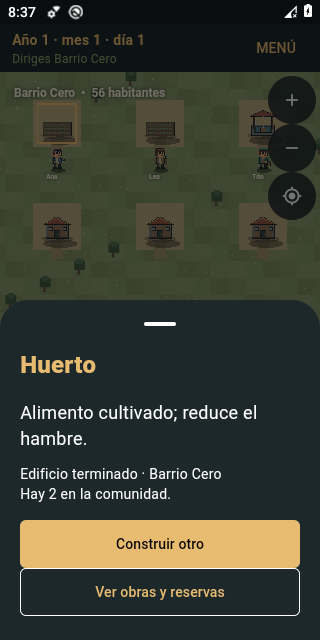 8:37
Año 1 · mes 1 · día 1
MENÚ
Diriges Barrio Cero
Barrio Cero • 56 habitantes
Ana
Leo
Tito
Huerto
Alimento cultivado; reduce el
hambre.
Edificio terminado · Barrio Cero
Hay 2 en la comunidad.
Construir otro
Ver obras y reservas